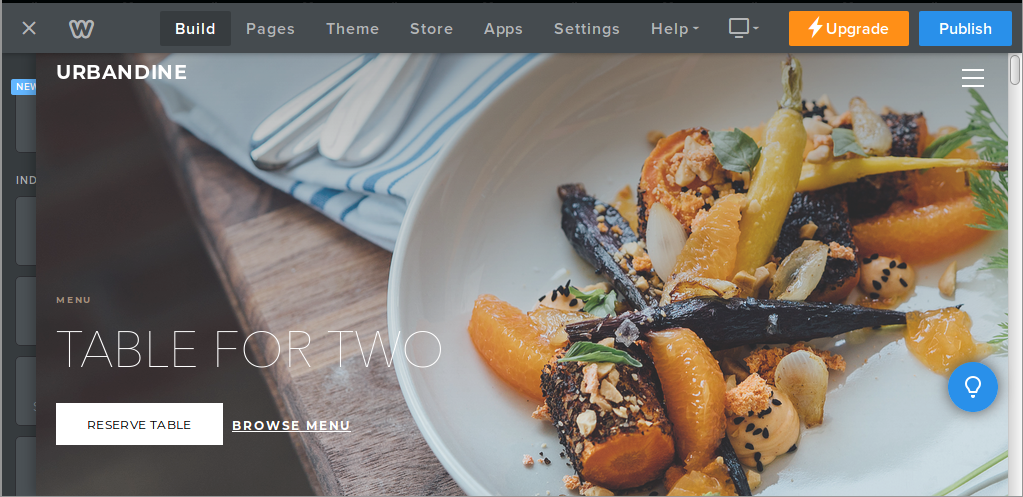 Build Pages Theme Store Apps Settings Help Upgrade Publish
URBANDINE
NEW
IND
MENU
TABLE FOR TWO
RESERVE TABLE BROWSE MENU